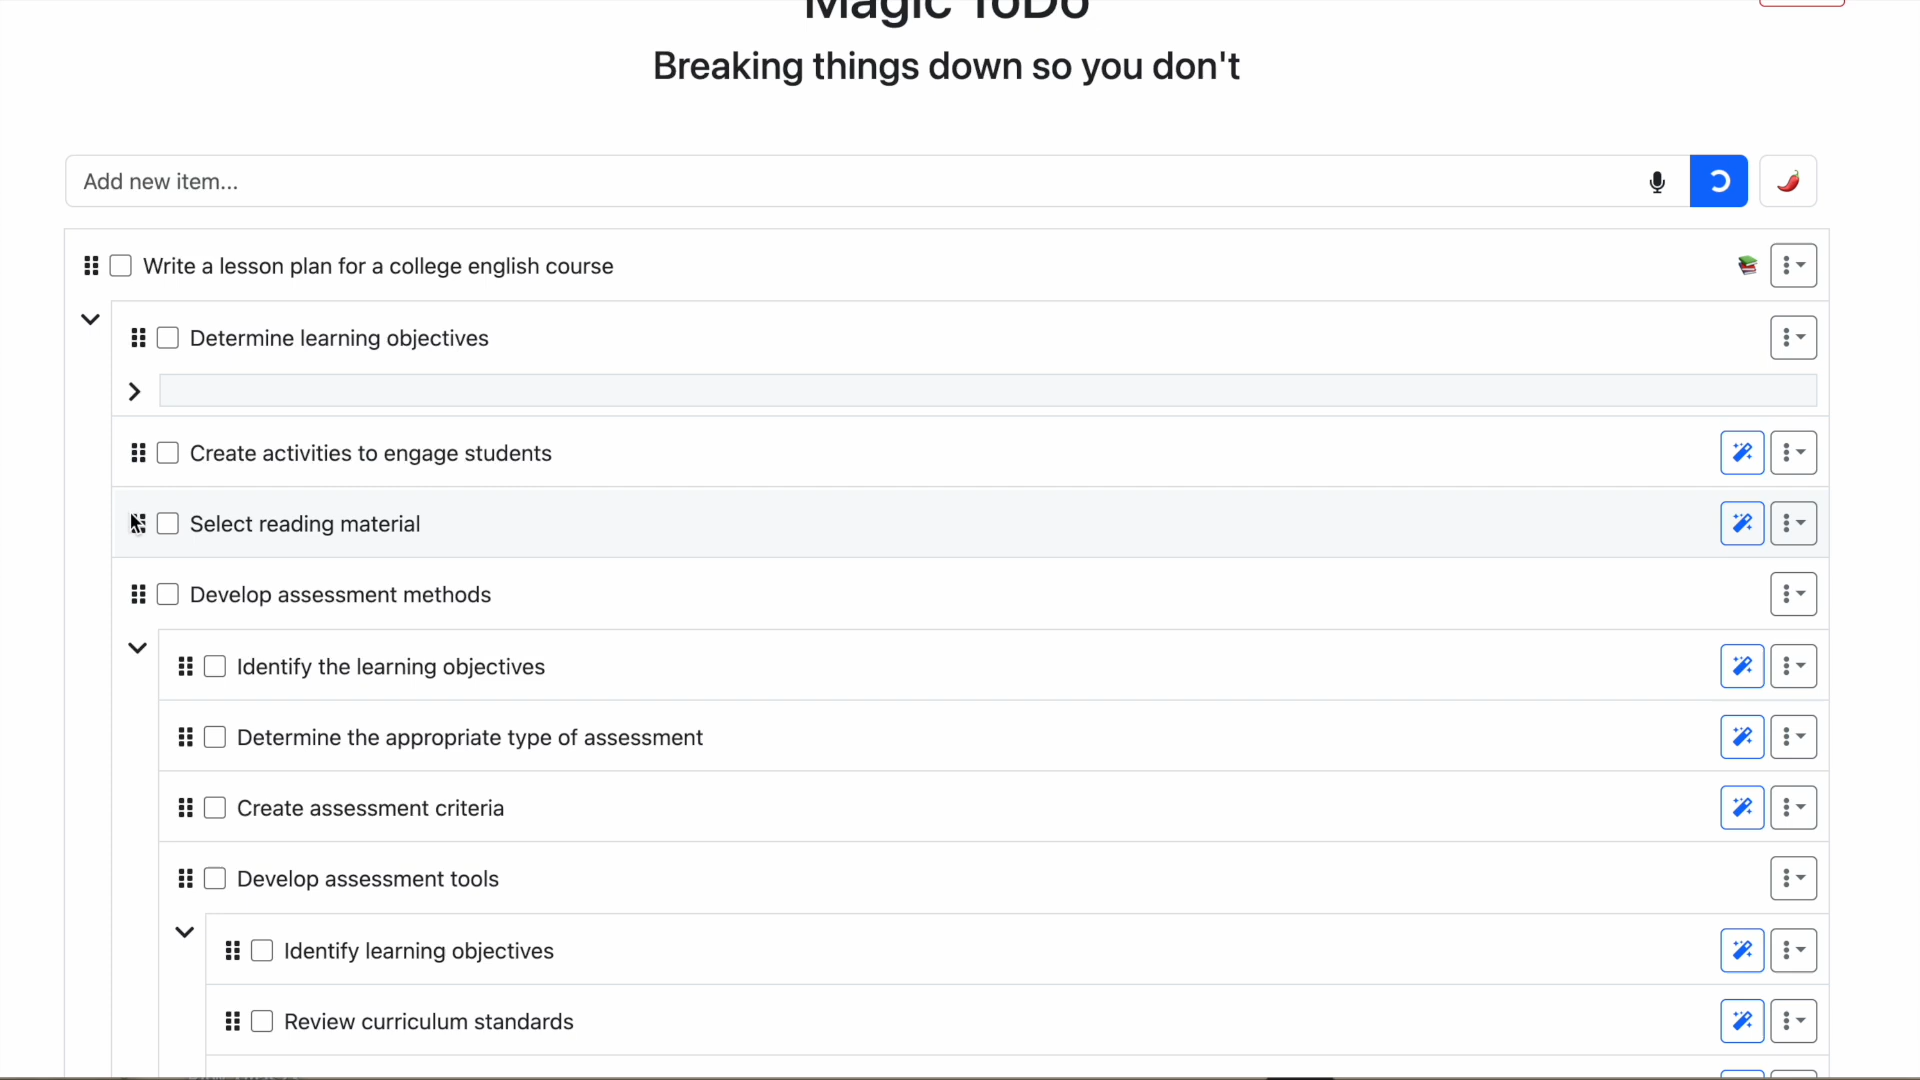 Magic ToDo
Breaking things down so you don't
Add new item...
Write a lesson plan for a college english course
Determine learning objectives
Create activities to engage students
Select reading material
Develop assessment methods
Identify the learning objectives
Determine the appropriate type of assessment
Create assessment criteria
Develop assessment tools
Identify learning objectives
Review curriculum standards